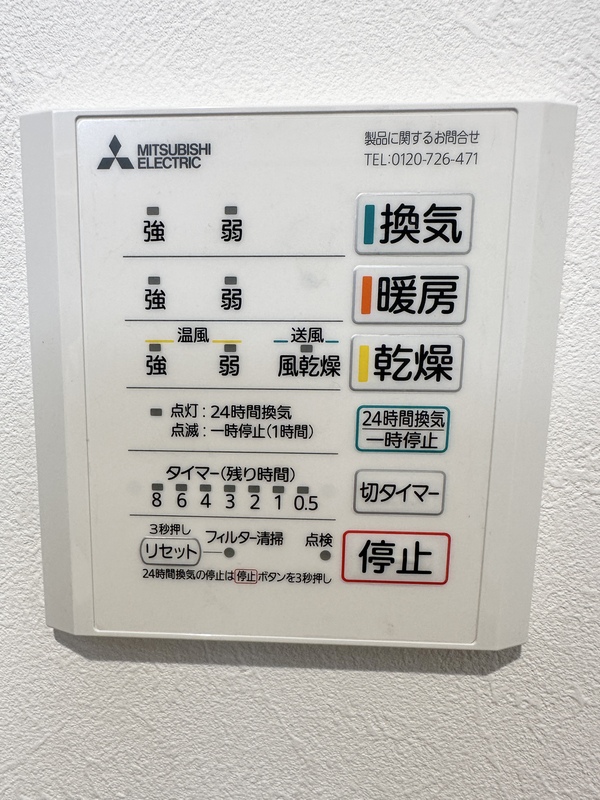 MITSUBISHI
ELECTRIC
製品に関するお問合せ
TEL:0120-726-471
強 弱 換気
強 弱 暖房
温風 送風
強 弱 風乾燥 乾燥
点灯:24時間換気
点滅:一時停止(1時間)
24時間換気
一時停止
タイマー(残り時間)
8 6 4 3 2 1 0.5
切タイマー
3秒押し
リセット フィルター清掃 点検
停止
24時間換気の停止は停止ボタンを3秒押し